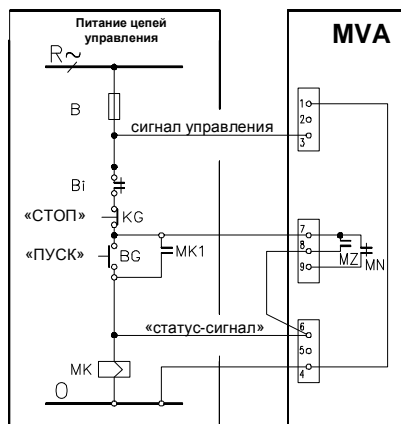 Питание цепей
управления
MVA
R~
B
1
2
3
сигнал управления
Bi
«СТОП»
KG
«ПУСК»
BG
MK1
7
8
9
MZ
MN
«статус-сигнал»
6
5
4
MK
O